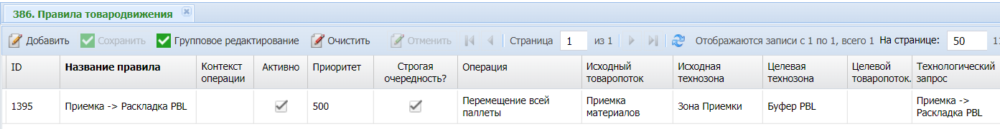 386. Правила товародвижения
Добавить Сохранить Групповое редактирование Очистить Отменить Страница 1 из 1 Отображаются записи с 1 по 1, всего 1 На странице: 50
ID Название правила Контекст операции Активно Приоритет Строгая очередность? Операция Исходный товаропоток Исходная технозона Целевая технозона Целевой товаропоток. Технологический запрос
1395 Приемка -> Раскладка PBL 500 Перемещение всей паллеты Приемка материалов Зона Приемки Буфер PBL Приемка -> Раскладка PBL